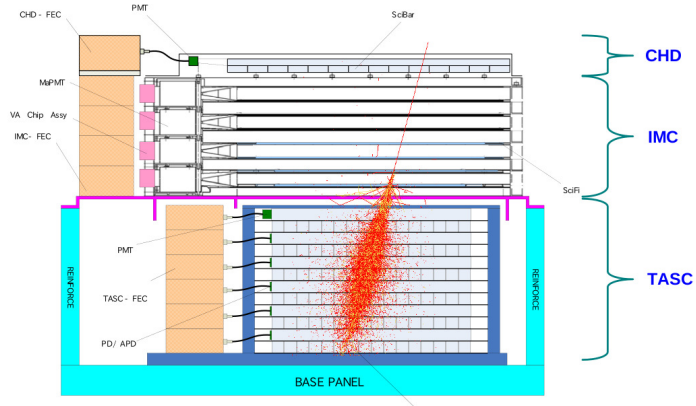 PMT
CHD- FEC
SciBar
CHD
MaPMT
VA Chip Assy
IMC- FEC
IMC
SciFi
PMT
REINFORCE
TASC- FEC
REINFORCE
TASC
PD/ APD
BASE PANEL